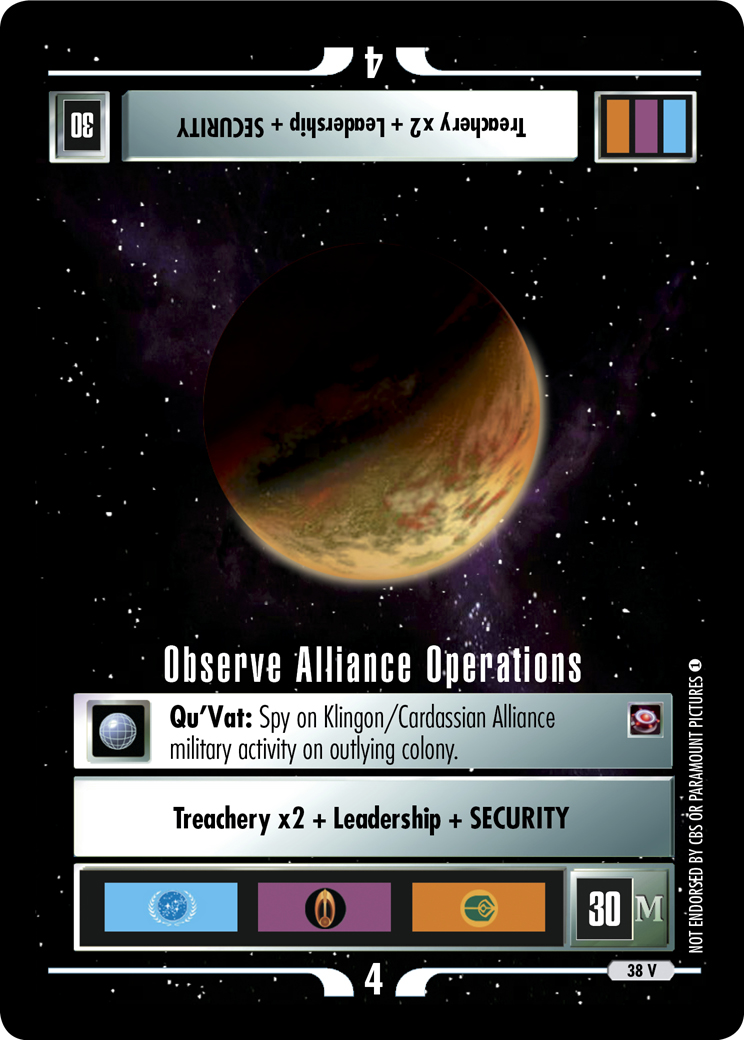 4
30
Treachery x2 + Leadership + SECURITY
Observe Alliance Operations
Qu'Vat: Spy on Klingon/Cardassian Alliance
military activity on outlying colony.
Treachery x2 + Leadership + SECURITY
30 M
4
38 V
NOT ENDORSED BY CBS OR PARAMOUNT PICTURES 1